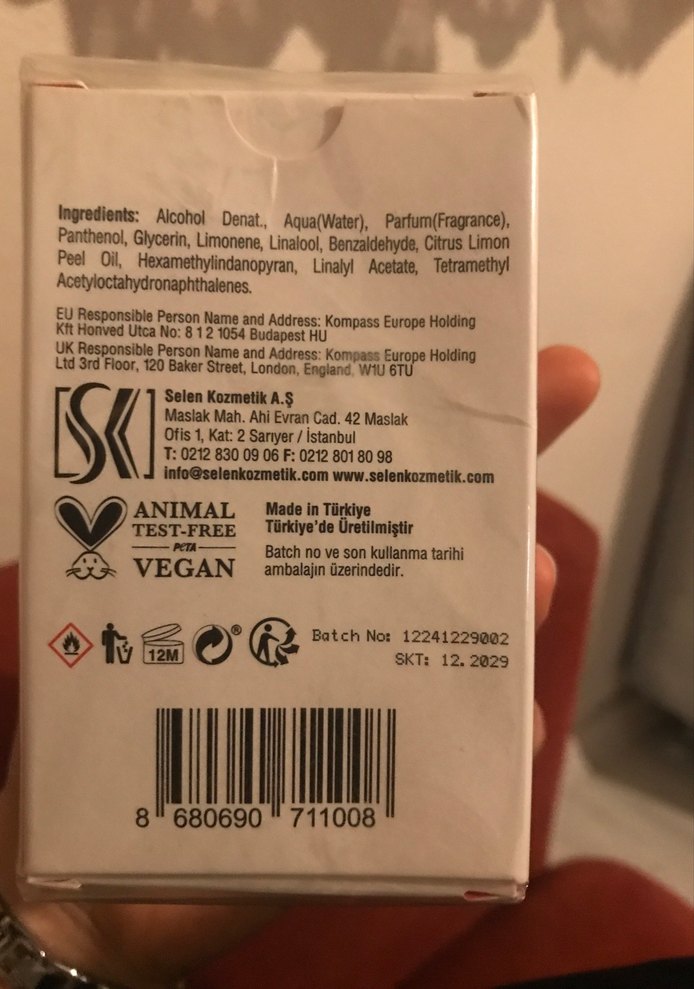 Ingredients: Alcohol Denat., Aqua(Water), Parfum(Fragrance),
Panthenol, Glycerin, Limonene, Linalool, Benzaldehyde, Citrus Limon
Peel Oil, Hexamethylindanopyran, Linalyl Acetate, Tetramethyl
Acetyloctahydronaphthalenes.
EU Responsible Person Name and Address: Kompass Europe Holding
Kft Honved Utca No: 8 1 2 1054 Budapest HU
UK Responsible Person Name and Address: Kompass Europe Holding
Ltd 3rd Floor, 120 Baker Street, London, England, W1U 6TU
SK
Selen Kozmetik A.Ş
Maslak Mah. Ahi Evran Cad. 42 Maslak
Ofis 1, Kat: 2 Sarıyer / İstanbul
T: 0212 830 09 06 F: 0212 801 80 98
info@selenkozmetik.com www.selenkozmetik.com
ANIMAL
TEST-FREE
PETA
VEGAN
Made in Türkiye
Türkiye'de Üretilmiştir
Batch no ve son kullanma tarihi
ambalajın üzerindedir.
12M
®
Batch No: 12241229002
SKT: 12.2029
8 680690 711008